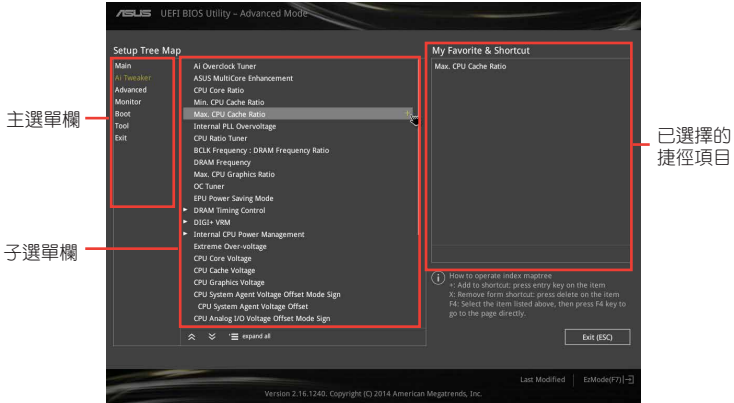 ASUS UEFI BIOS Utility – Advanced Mode
Setup Tree Map
Main
Ai Tweaker
Advanced
Monitor
Boot
Tool
Exit
Ai Overclock Tuner
ASUS MultiCore Enhancement
CPU Core Ratio
Min. CPU Cache Ratio
Max. CPU Cache Ratio
Internal PLL Overvoltage
CPU Ratio Tuner
BCLK Frequency : DRAM Frequency Ratio
DRAM Frequency
Max. CPU Graphics Ratio
OC Tuner
EPU Power Saving Mode
DRAM Timing Control
DIGI+ VRM
Internal CPU Power Management
Extreme Over-voltage
CPU Core Voltage
CPU Cache Voltage
CPU Graphics Voltage
CPU System Agent Voltage Offset Mode Sign
CPU System Agent Voltage Offset
CPU Analog I/O Voltage Offset Mode Sign
expand all
My Favorite & Shortcut
Max. CPU Cache Ratio
How to operate index maptree
+: Add to shortcut: press entry key on the item
X: Remove form shortcut: press delete on the item
F4: Select the item listed above, then press F4 key to
go to the page directly.
Exit (ESC)
Last Modified
EzMode(F7)
Version 2.16.1240. Copyright (C) 2014 American Megatrends, Inc.
主選單欄
子選單欄
已選擇的
捷徑項目